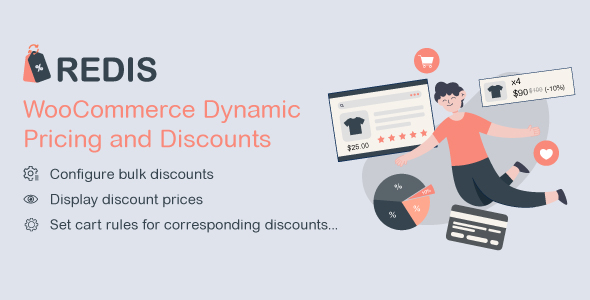 REDIS
WooCommerce Dynamic
Pricing and Discounts
Configure bulk discounts
Display discount prices
Set cart rules for corresponding discounts...
$25.00
x4
$90 $100 (-10%)
%
%
%
%